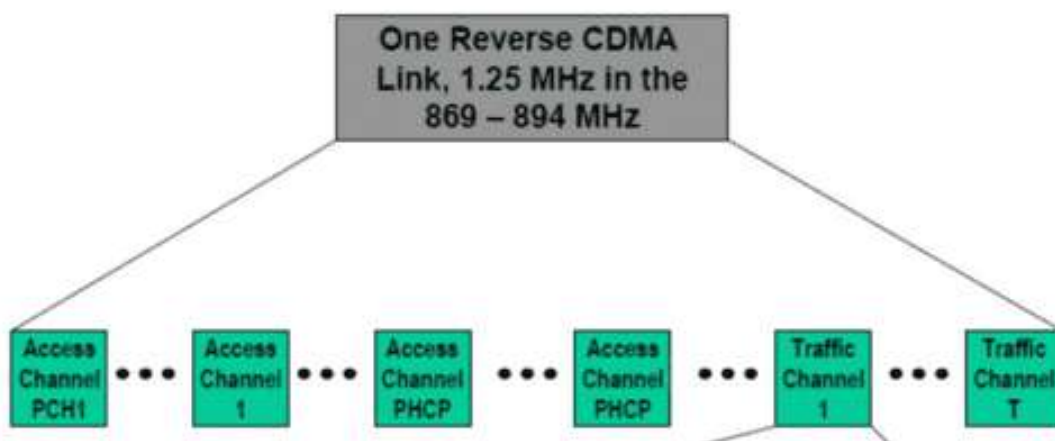 One Reverse CDMA
Link, 1.25 MHz in the
869 – 894 MHz
Access
Channel
PCH1
Access
Channel
1
Access
Channel
PHCP
Access
Channel
PHCP
Traffic
Channel
1
Traffic
Channel
T